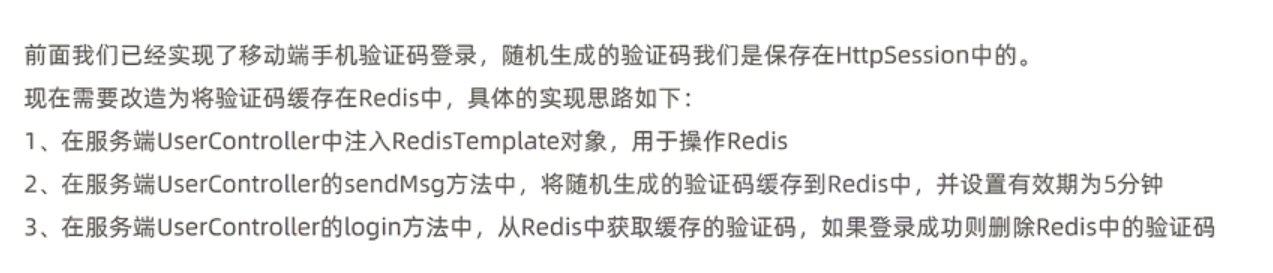 前面我们已经实现了移动端手机验证码登录，随机生成的验证码我们是保存在HttpSession中的。
现在需要改造为将验证码缓存在Redis中，具体的实现思路如下：
1、在服务端UserController中注入RedisTemplate对象，用于操作Redis
2、在服务端UserController的sendMsg方法中，将随机生成的验证码缓存到Redis中，并设置有效期为5分钟
3、在服务端UserController的login方法中，从Redis中获取缓存的验证码，如果登录成功则删除Redis中的验证码